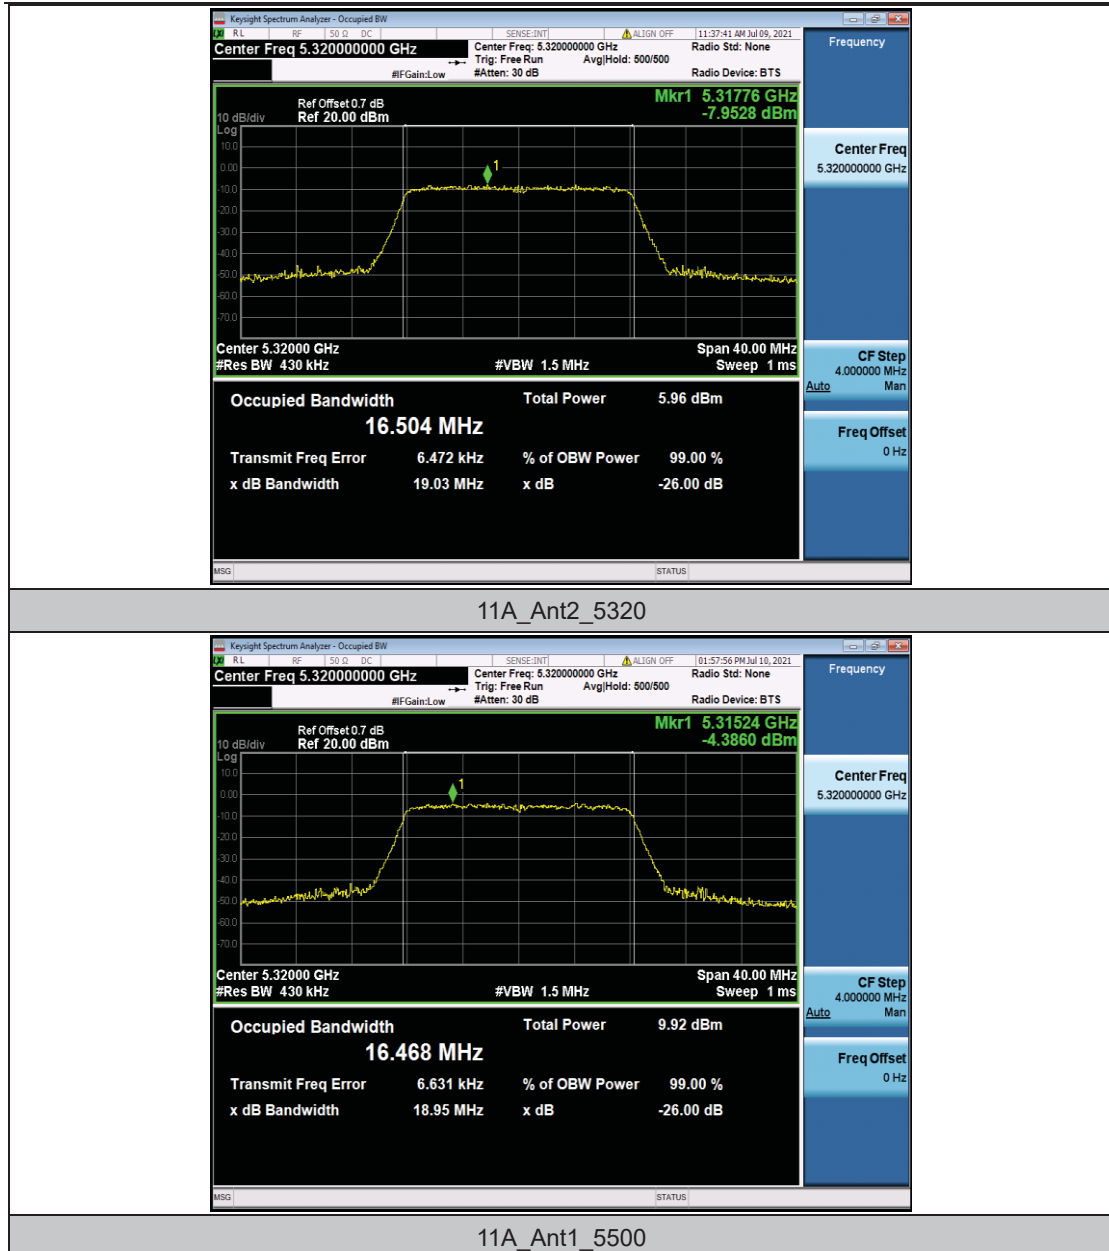 Keysight Spectrum Analyzer - Occupied BW
LXI RL RF 50 Ω DC SENSE:INT ALIGN OFF 11:37:41 AM Jul 09, 2021
Center Freq 5.320000000 GHz
Center Freq: 5.320000000 GHz
Radio Std: None
Trig: Free Run Avg|Hold: 500/500
#IFGain:Low #Atten: 30 dB Radio Device: BTS
Ref Offset 0.7 dB
10 dB/div Ref 20.00 dBm
Mkr1 5.31776 GHz
-7.9528 dBm
Log
10.0
0.00
-10.0
-20.0
-30.0
-40.0
-50.0
-60.0
-70.0
1
Center 5.32000 GHz Span 40.00 MHz
#Res BW 430 kHz #VBW 1.5 MHz Sweep 1 ms
Occupied Bandwidth Total Power 5.96 dBm
16.504 MHz
Transmit Freq Error 6.472 kHz % of OBW Power 99.00 %
x dB Bandwidth 19.03 MHz x dB -26.00 dB
MSG STATUS
Frequency
Center Freq
5.320000000 GHz
CF Step
4.000000 MHz
Auto Man
Freq Offset
0 Hz
11A_Ant2_5320
Keysight Spectrum Analyzer - Occupied BW
LXI RL RF 50 Ω DC SENSE:INT ALIGN OFF 01:57:56 PM Jul 10, 2021
Center Freq 5.320000000 GHz
Center Freq: 5.320000000 GHz
Radio Std: None
Trig: Free Run Avg|Hold: 500/500
#IFGain:Low #Atten: 30 dB Radio Device: BTS
Ref Offset 0.7 dB
10 dB/div Ref 20.00 dBm
Mkr1 5.31524 GHz
-4.3860 dBm
Log
10.0
0.00
-10.0
-20.0
-30.0
-40.0
-50.0
-60.0
-70.0
1
Center 5.32000 GHz Span 40.00 MHz
#Res BW 430 kHz #VBW 1.5 MHz Sweep 1 ms
Occupied Bandwidth Total Power 9.92 dBm
16.468 MHz
Transmit Freq Error 6.631 kHz % of OBW Power 99.00 %
x dB Bandwidth 18.95 MHz x dB -26.00 dB
MSG STATUS
Frequency
Center Freq
5.320000000 GHz
CF Step
4.000000 MHz
Auto Man
Freq Offset
0 Hz
11A_Ant1_5500